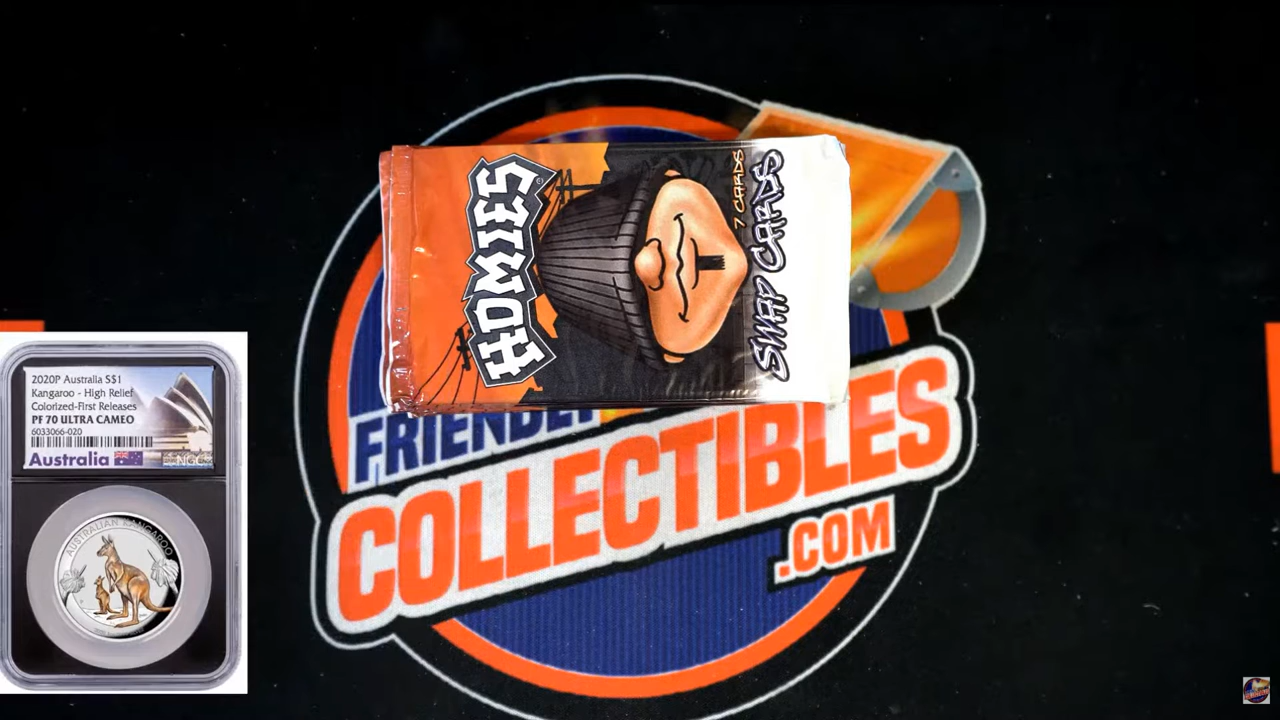 HOMIES
7 CARDS
SWAP CARDS
FRIENDLY
COLLECTIBLES
.COM
2020P Australia S$1
Kangaroo - High Relief
Colorized-First Releases
PF 70 ULTRA CAMEO
6033066-020
Australia
NGC
AUSTRALIAN KANGAROO